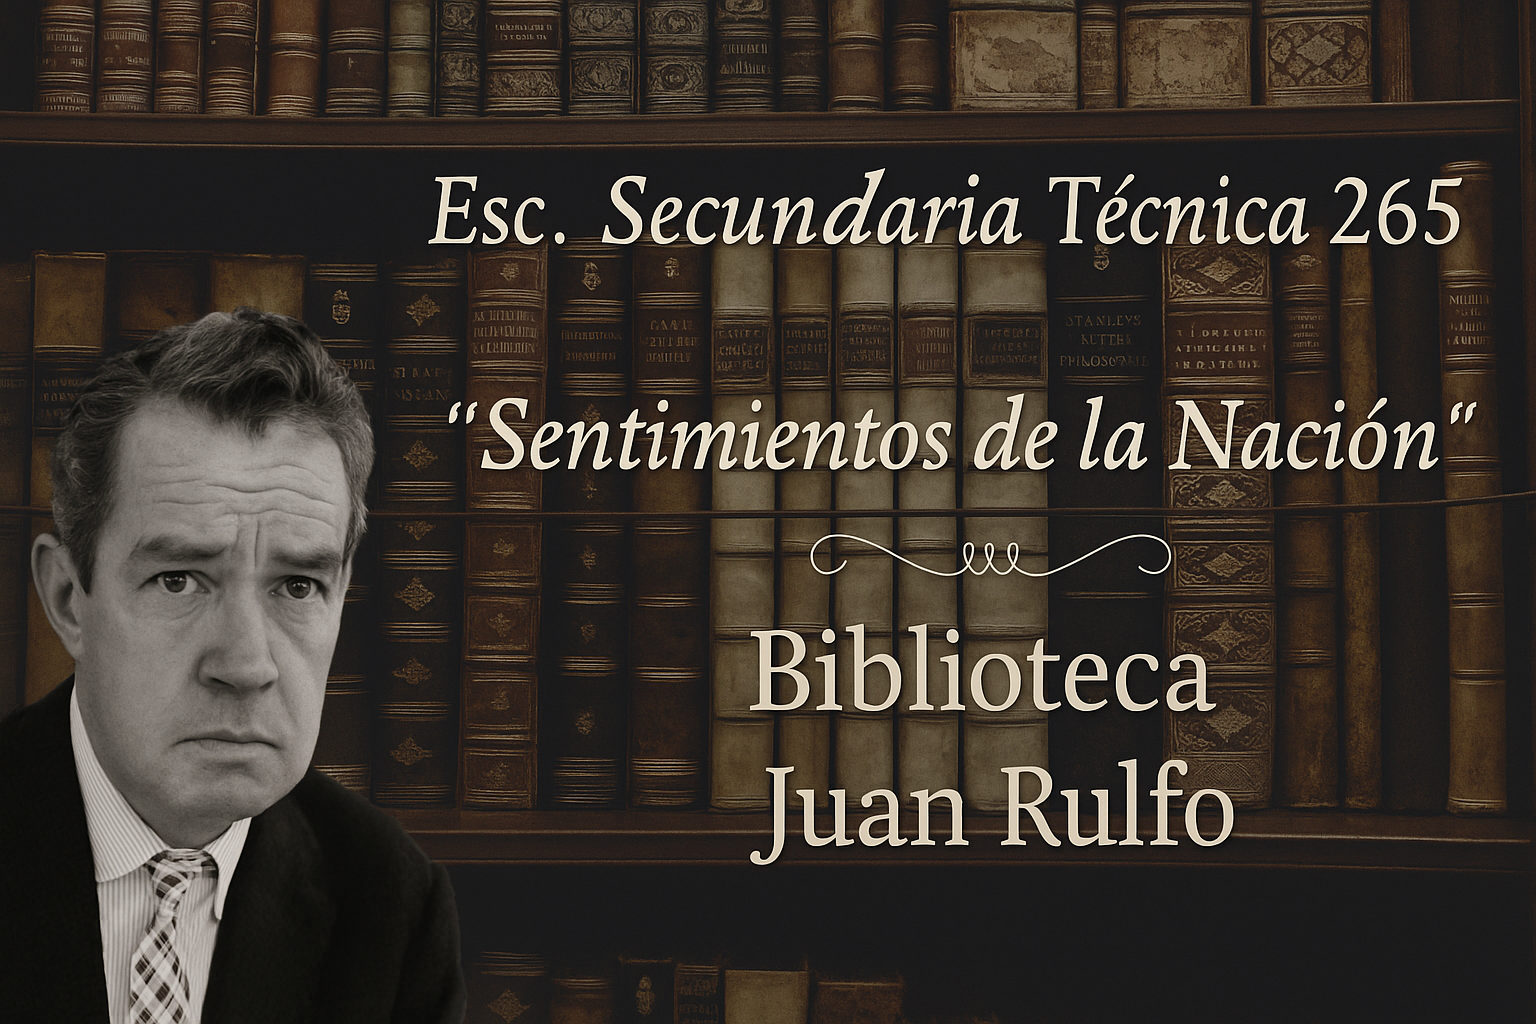 Esc. Secundaria Técnica 265
“Sentimientos de la Nación“
Biblioteca
Juan Rulfo